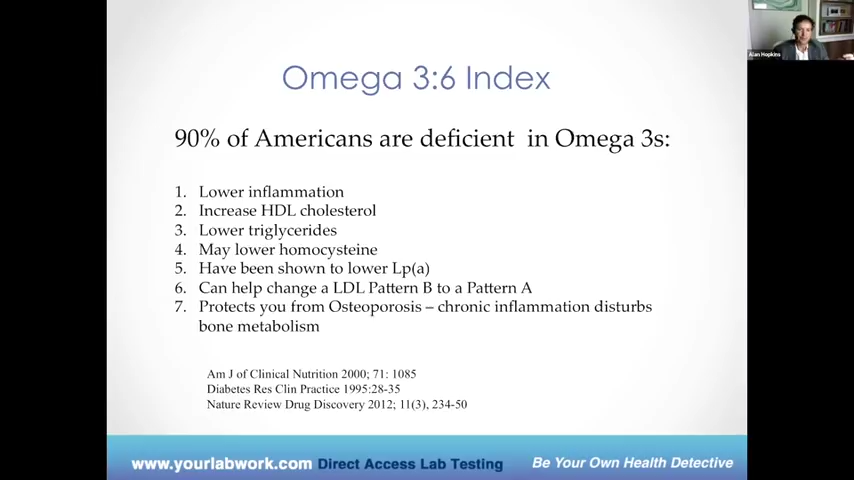 Omega 3:6 Index
90% of Americans are deficient in Omega 3s:
1. Lower inflammation
2. Increase HDL cholesterol
3. Lower triglycerides
4. May lower homocysteine
5. Have been shown to lower Lp(a)
6. Can help change a LDL Pattern B to a Pattern A
7. Protects you from Osteoporosis – chronic inflammation disturbs
bone metabolism
Am J of Clinical Nutrition 2000; 71: 1085
Diabetes Res Clin Practice 1995:28-35
Nature Review Drug Discovery 2012; 11(3), 234-50
www.yourlabwork.com Direct Access Lab Testing Be Your Own Health Detective
Alan Hopkins